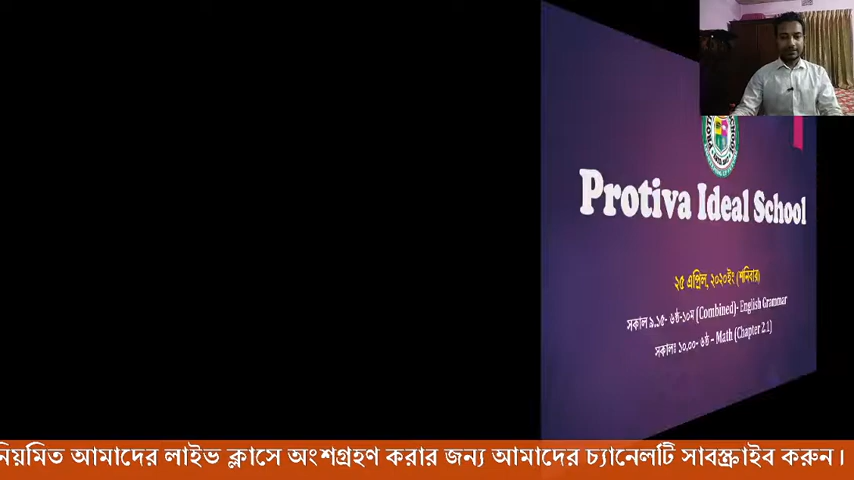 Protiva Ideal School
২৫ এপ্রিল, ২০২০ইং (শনিবার)
সকাল ৯.১৫- ৬ষ্ঠ-১০ম (Combined)- English Grammar
সকালঃ ১০.০০- ৬ষ্ঠ – Math (Chapter 2.1)
নিয়মিত আমাদের লাইভ ক্লাসে অংশগ্রহণ করার জন্য আমাদের চ্যানেলটি সাবস্ক্রাইব করুন।